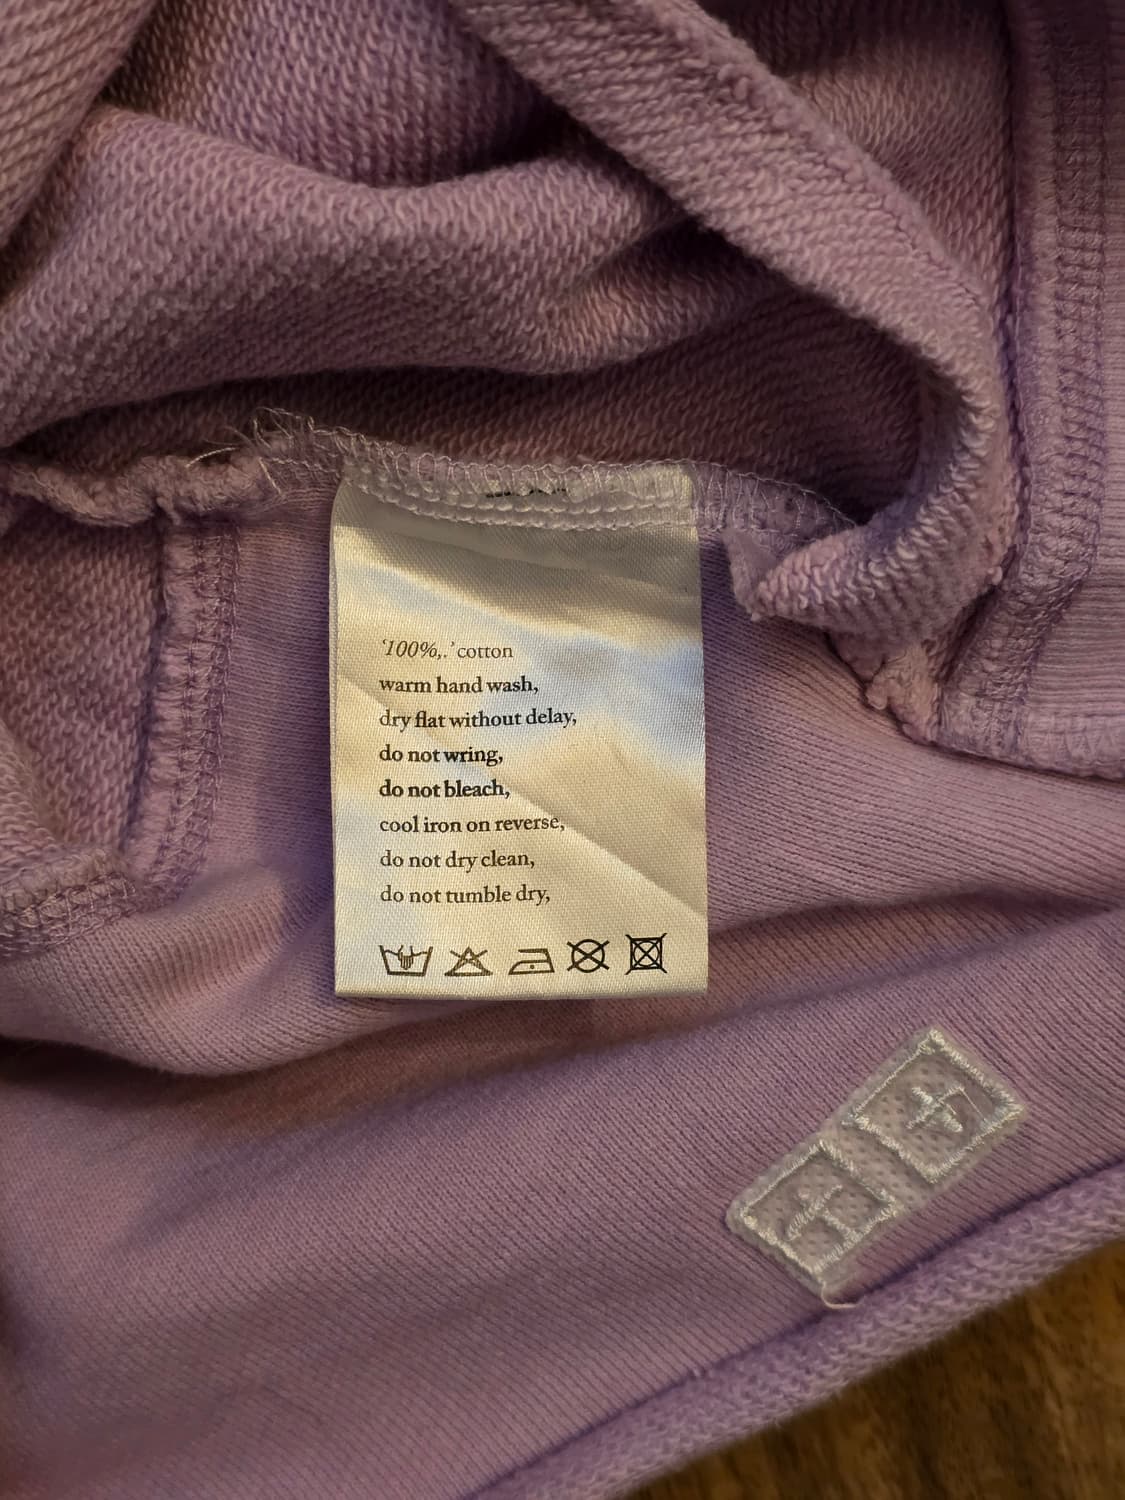 ‘100%,.’ cotton
warm hand wash,
dry flat without delay,
do not wring,
do not bleach,
cool iron on reverse,
do not dry clean,
do not tumble dry,